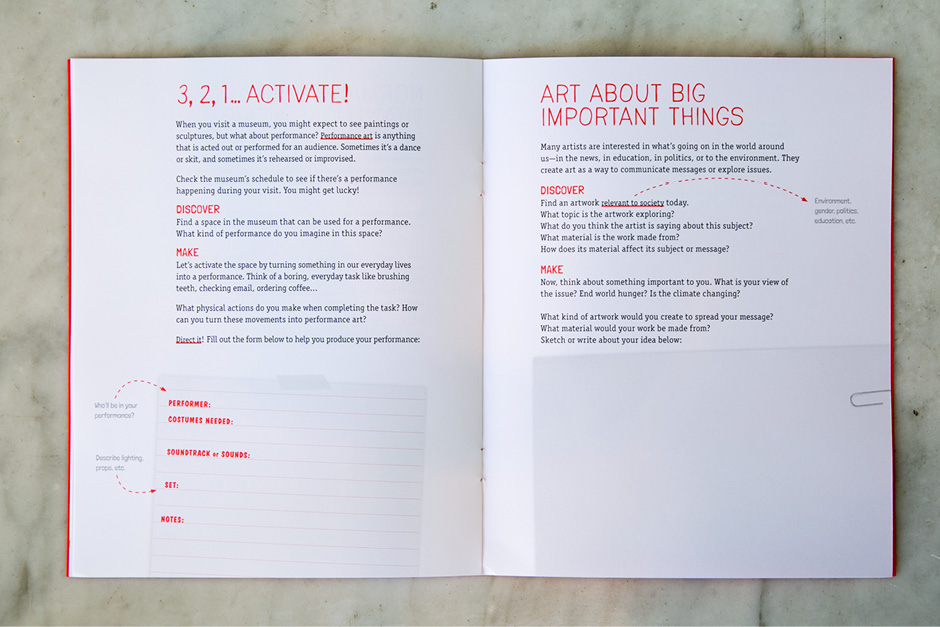 3, 2, 1... ACTIVATE!
When you visit a museum, you might expect to see paintings or
sculptures, but what about performance? Performance art is anything
that is acted out or performed for an audience. Sometimes it's a dance
or skit, and sometimes it's rehearsed or improvised.
Check the museum's schedule to see if there's a performance
happening during your visit. You might get lucky!
DISCOVER
Find a space in the museum that can be used for a performance.
What kind of performance do you imagine in this space?
MAKE
Let's activate the space by turning something in our everyday lives
into a performance. Think of a boring, everyday task like brushing
teeth, checking email, ordering coffee...
What physical actions do you make when completing the task? How
can you turn these movements into performance art?
Direct it! Fill out the form below to help you produce your performance:
Who'll be in your
performance?
Describe lighting,
props, etc.
PERFORMER:
COSTUMES NEEDED:
SOUNDTRACK or SOUNDS:
SET:
NOTES:
ART ABOUT BIG
IMPORTANT THINGS
Many artists are interested in what's going on in the world around
us—in the news, in education, in politics, or to the environment. They
create art as a way to communicate messages or explore issues.
DISCOVER
Find an artwork relevant to society today.
What topic is the artwork exploring?
What do you think the artist is saying about this subject?
What material is the work made from?
How does its material affect its subject or message?
Environment,
gender, politics,
education, etc.
MAKE
Now, think about something important to you. What is your view of
the issue? End world hunger? Is the climate changing?
What kind of artwork would you create to spread your message?
What material would your work be made from?
Sketch or write about your idea below: